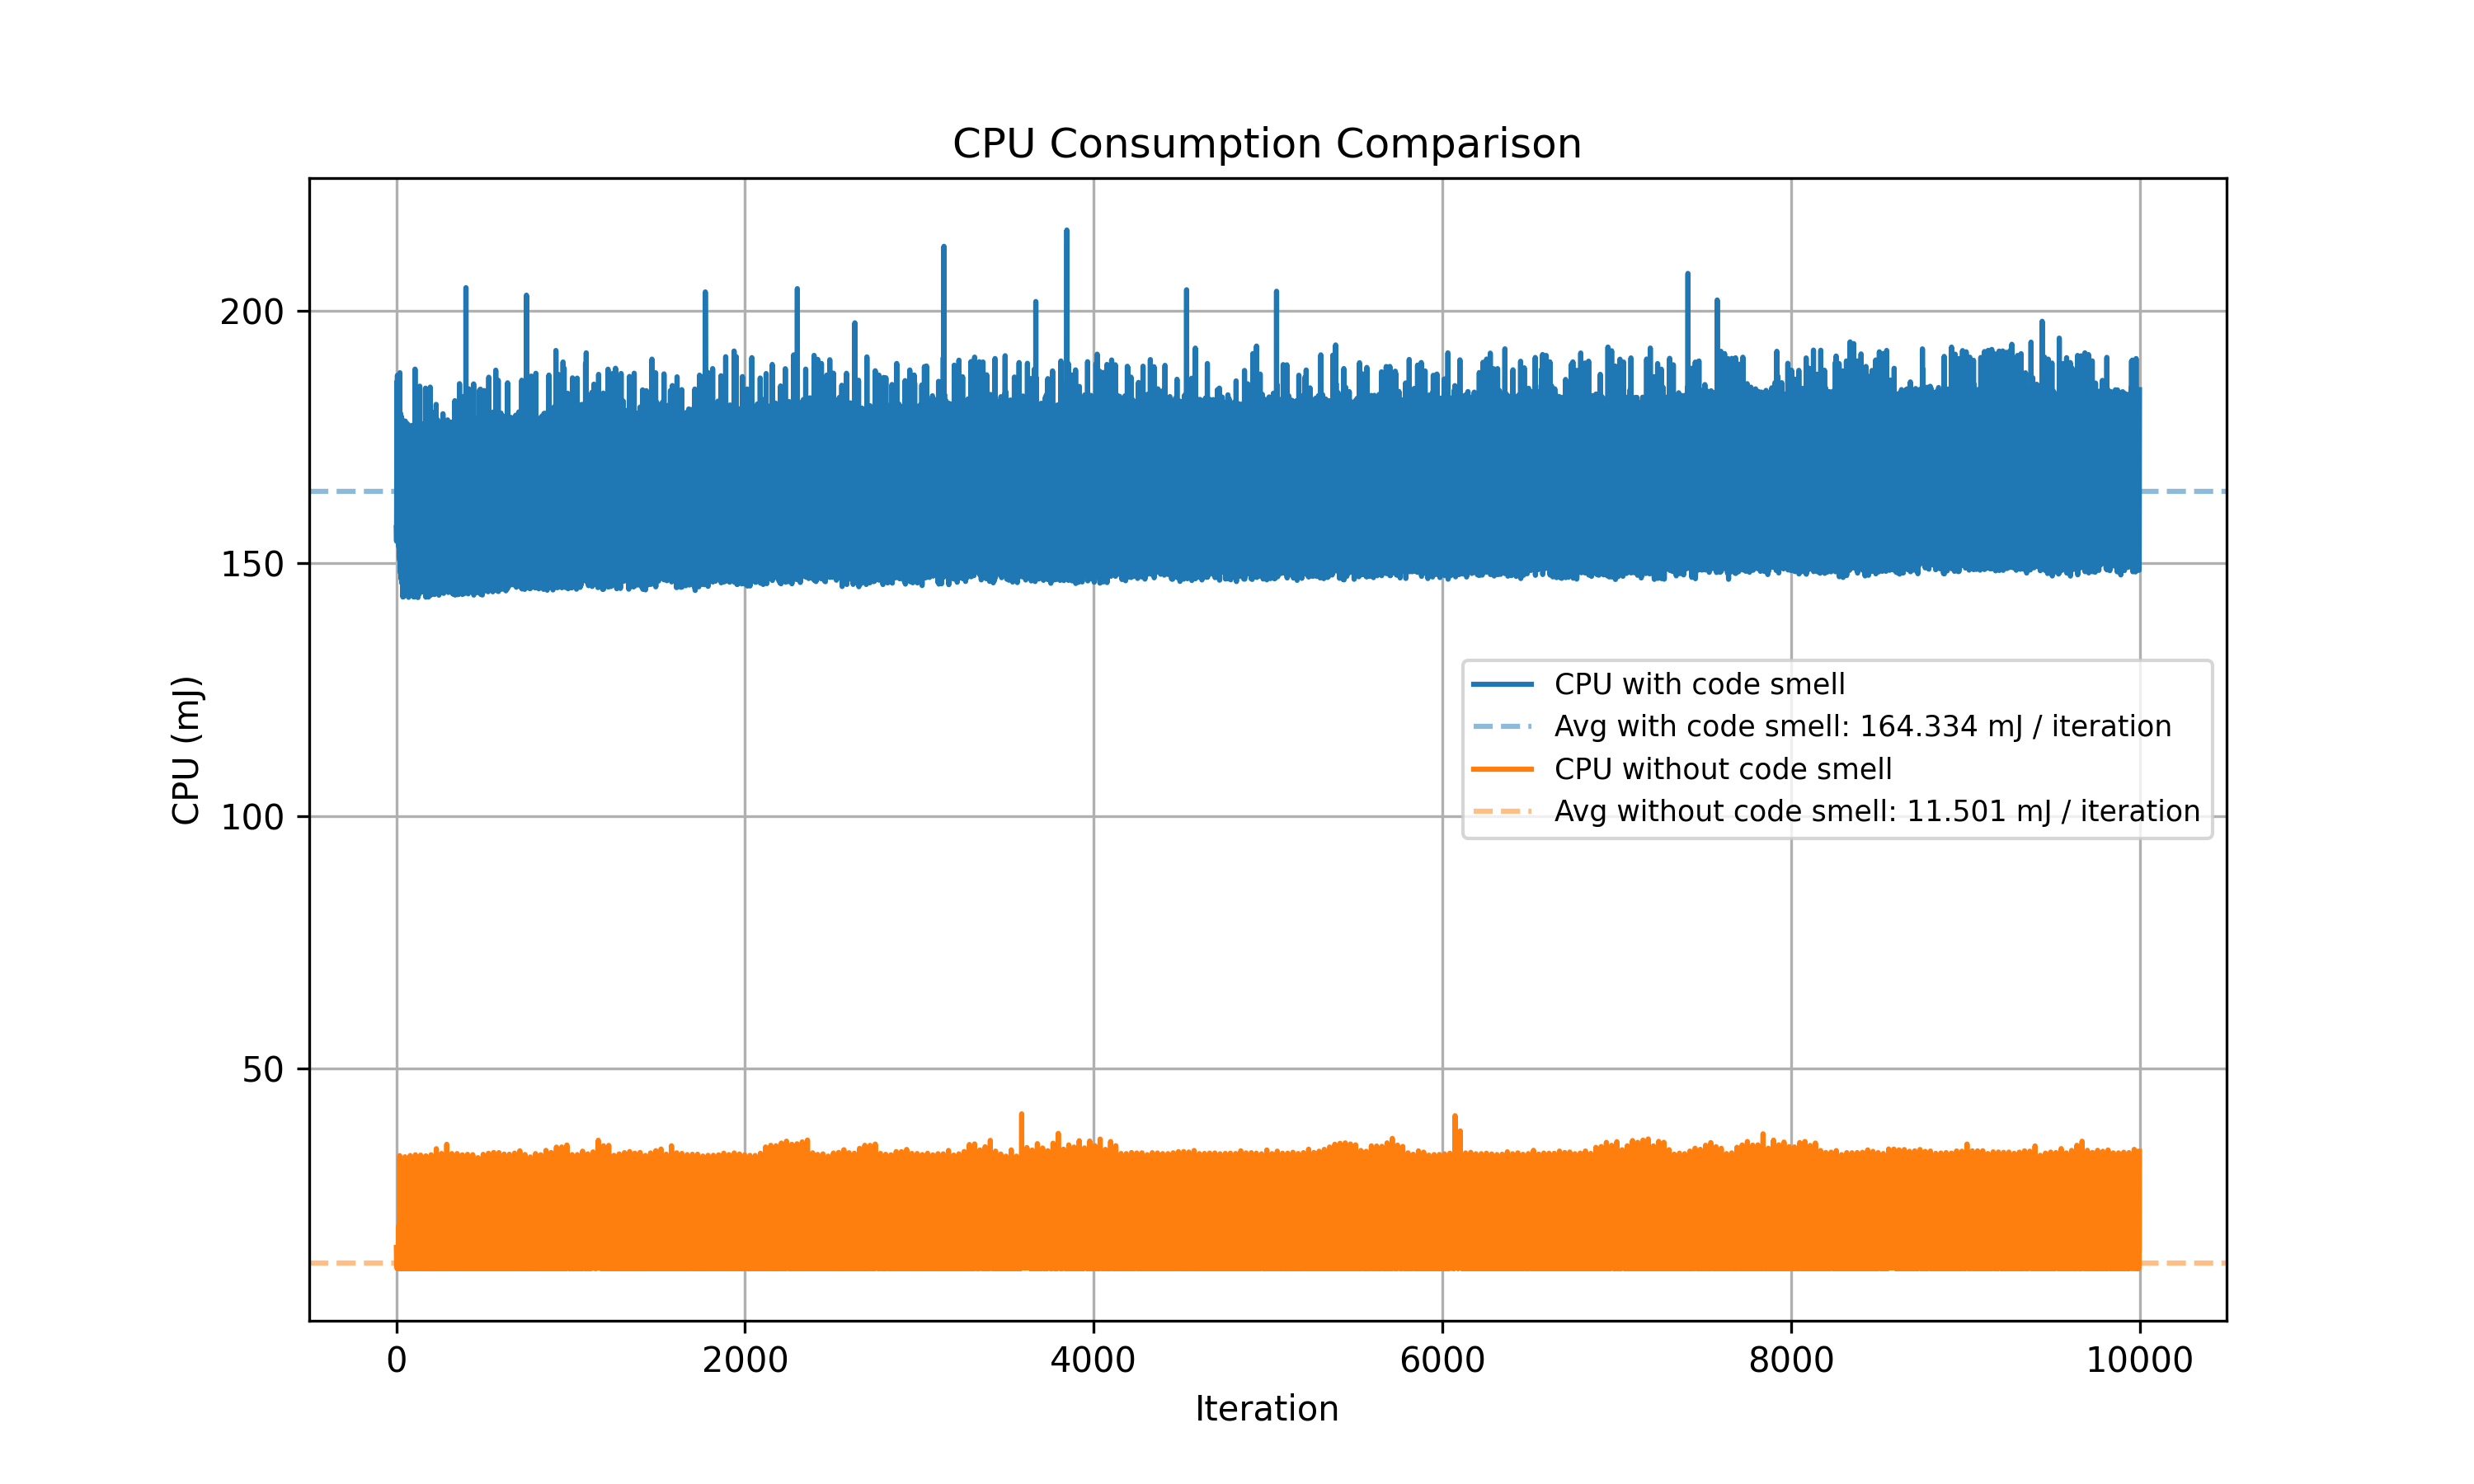 CPU Consumption Comparison
200
150
100
50
CPU (mJ)
CPU with code smell
Avg with code smell: 164.334 mJ / iteration
CPU without code smell
Avg without code smell: 11.501 mJ / iteration
0 2000 4000 6000 8000 10000
Iteration